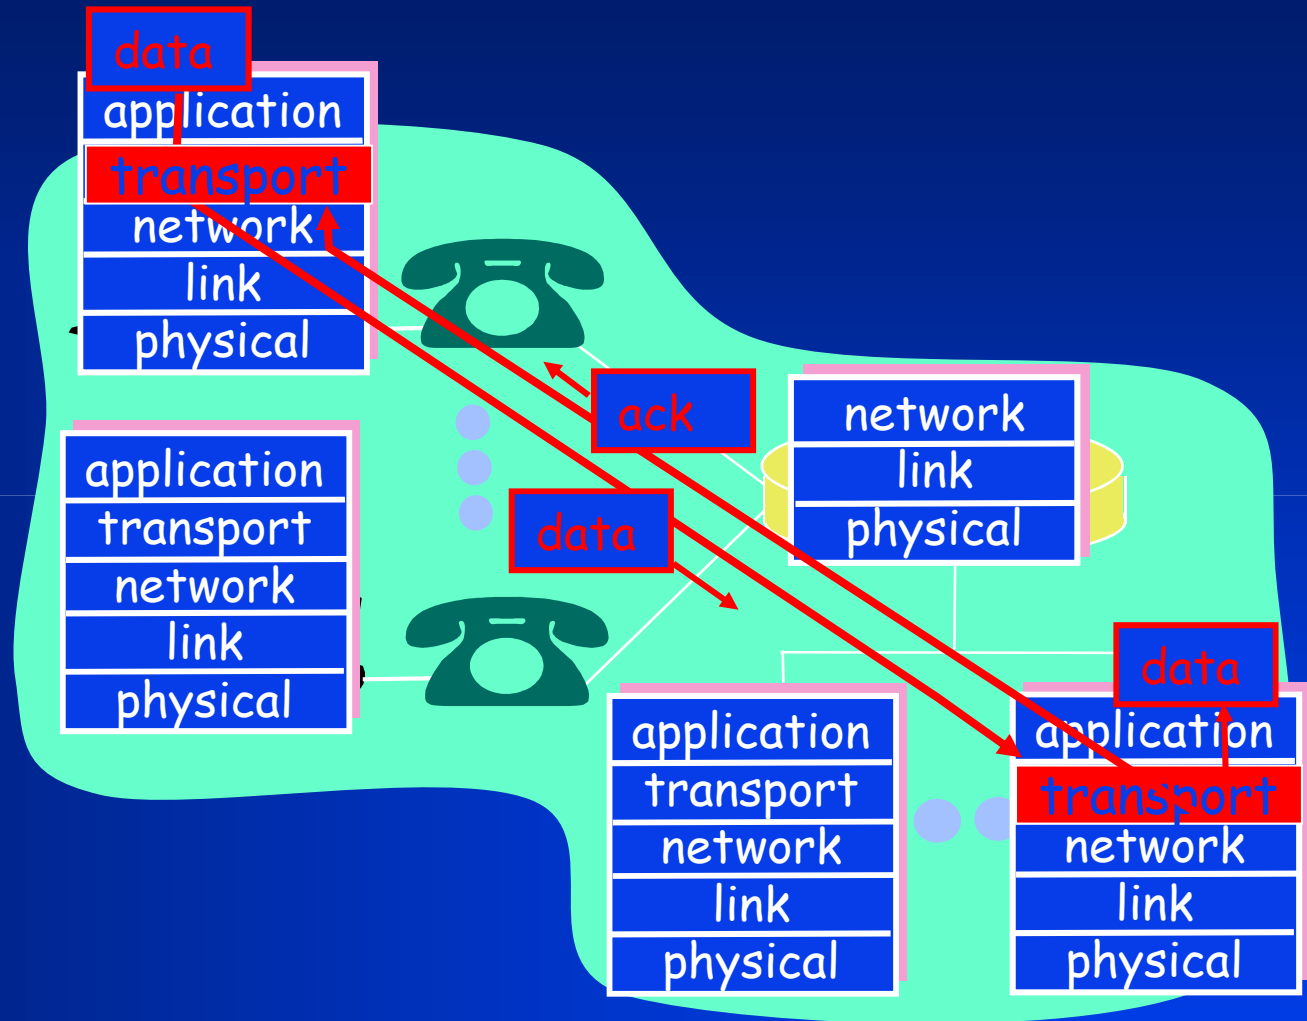 data
application
transport
network
link
physical
ack
data
application
transport
network
link
physical
network
link
physical
application
transport
network
link
physical
data
application
transport
network
link
physical